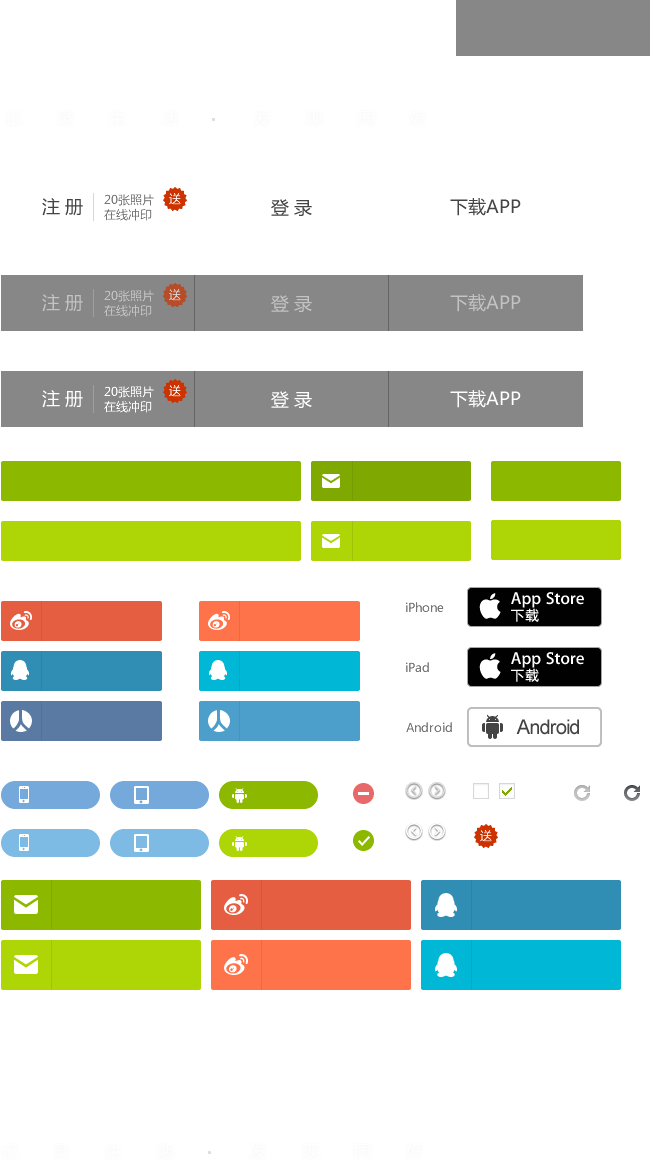 注 册
20张照片
在线冲印
送
登 录
下载APP
注 册
20张照片
在线冲印
送
登 录
下载APP
注 册
20张照片
在线冲印
送
登 录
下载APP
iPhone
App Store
下载
iPad
App Store
下载
Android
Android
送